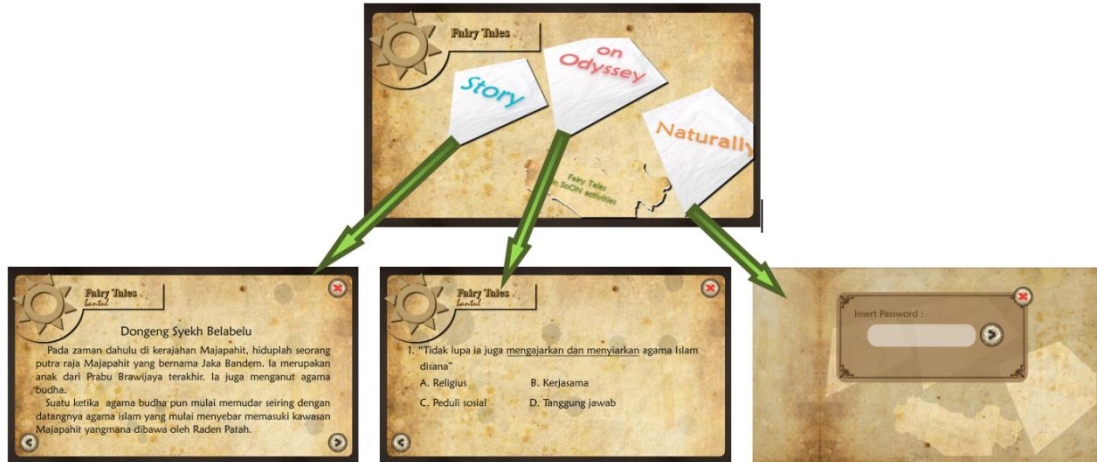 Fairy Tales
Story
on
Odyssey
Naturally
Fairy Tales
in SoON activities
Fairy Tales
bantul
Dongeng Syekh Belabelu
Pada zaman dahulu di kerajahan Majapahit, hiduplah seorang
putra raja Majapahit yang bernama Jaka Bandem. Ia merupakan
anak dari Prabu Brawijaya terakhir. Ia juga menganut agama
budha.
Suatu ketika agama budha pun mulai memudar seiring dengan
datangnya agama islam yang mulai menyebar memasuki kawasan
Majapahit yangmana dibawa oleh Raden Patah.
Fairy Tales
bantul
1. "Tidak lupa ia juga mengajarkan dan menyiarkan agama Islam
disana"
A. Religius B. Kerjasama
C. Peduli sosial D. Tanggung jawab
Insert Password :